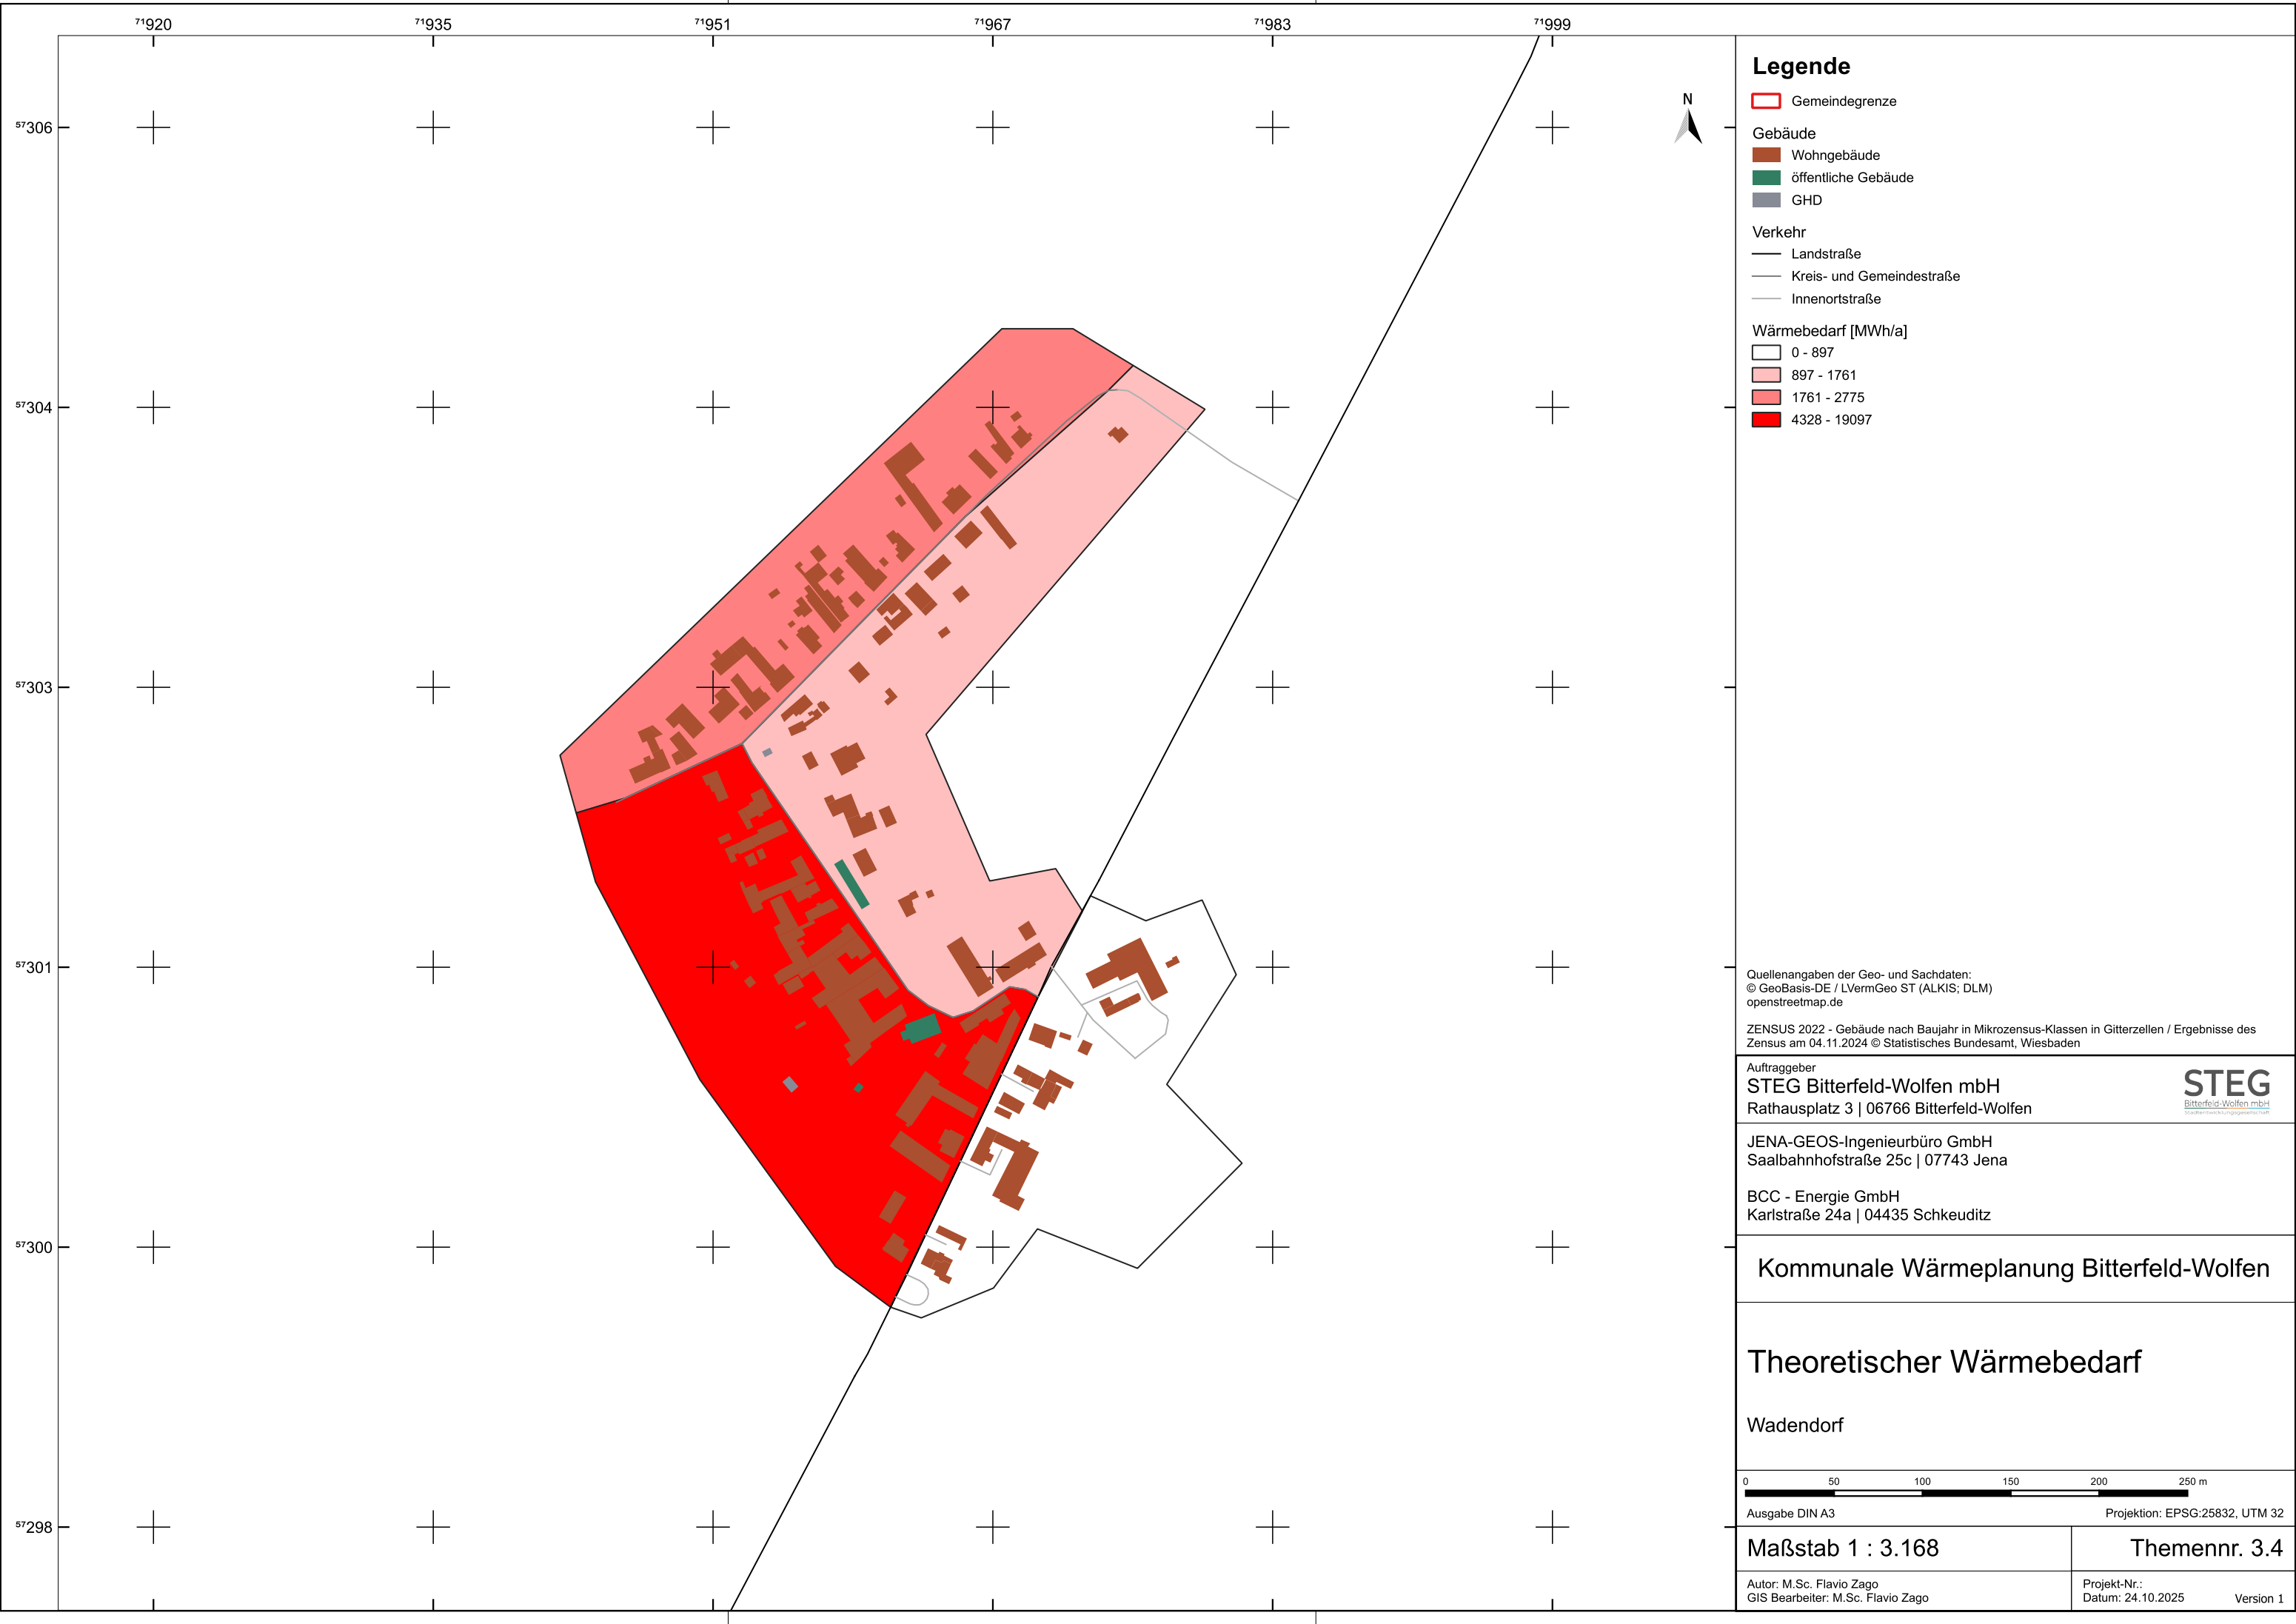 ⁷¹920 ⁷¹935 ⁷¹951 ⁷¹967 ⁷¹983 ⁷¹999
⁵⁷306
⁵⁷304
⁵⁷303
⁵⁷301
⁵⁷300
⁵⁷298
N
Legende
Gemeindegrenze
Gebäude
Wohngebäude
öffentliche Gebäude
GHD
Verkehr
Landstraße
Kreis- und Gemeindestraße
Innenortstraße
Wärmebedarf [MWh/a]
0 - 897
897 - 1761
1761 - 2775
4328 - 19097
Quellenangaben der Geo- und Sachdaten:
© GeoBasis-DE / LVermGeo ST (ALKIS; DLM)
openstreetmap.de
ZENSUS 2022 - Gebäude nach Baujahr in Mikrozensus-Klassen in Gitterzellen / Ergebnisse des
Zensus am 04.11.2024 © Statistisches Bundesamt, Wiesbaden
Auftraggeber
STEG Bitterfeld-Wolfen mbH
Rathausplatz 3 | 06766 Bitterfeld-Wolfen
STEG
Bitterfeld-Wolfen mbH
Stadtentwicklungsgesellschaft
JENA-GEOS-Ingenieurbüro GmbH
Saalbahnhofstraße 25c | 07743 Jena
BCC - Energie GmbH
Karlstraße 24a | 04435 Schkeuditz
Kommunale Wärmeplanung Bitterfeld-Wolfen
Theoretischer Wärmebedarf
Wadendorf
0 50 100 150 200 250 m
Ausgabe DIN A3 Projektion: EPSG:25832, UTM 32
Maßstab 1 : 3.168 Themennr. 3.4
Autor: M.Sc. Flavio Zago Projekt-Nr.:
GIS Bearbeiter: M.Sc. Flavio Zago Datum: 24.10.2025 Version 1